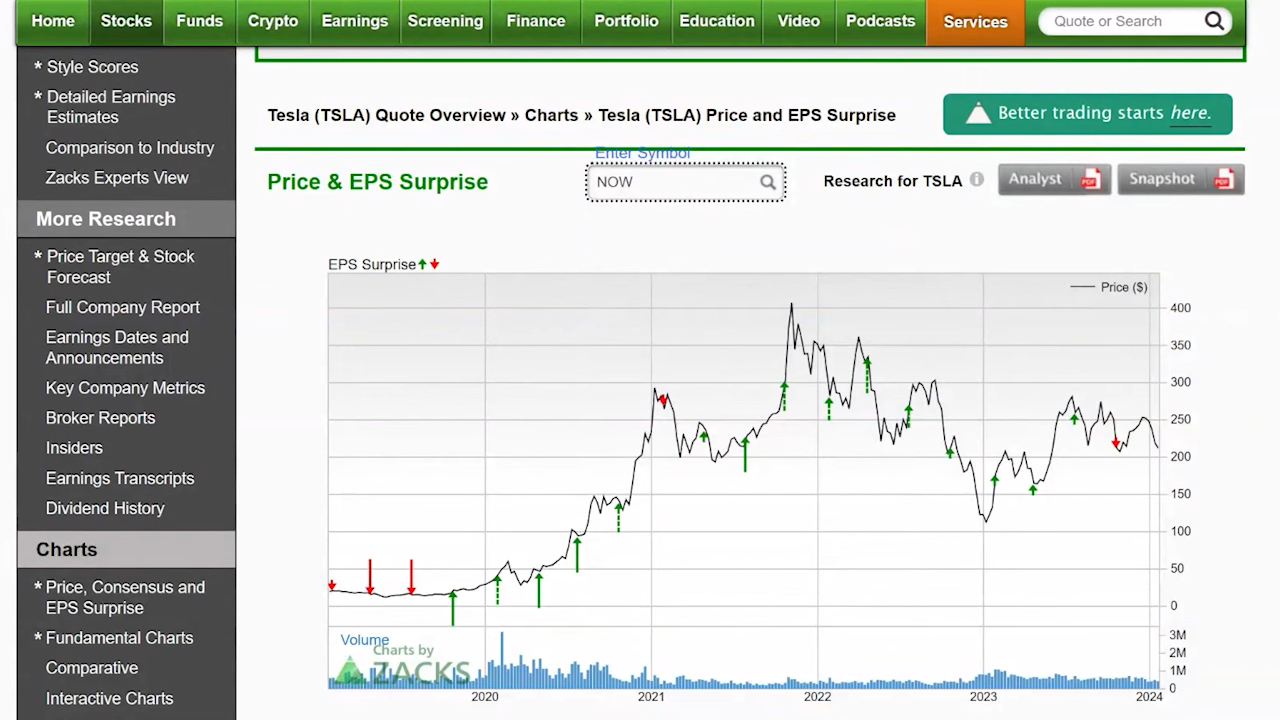 Home Stocks Funds Crypto Earnings Screening Finance Portfolio Education Video Podcasts Services Quote or Search
* Style Scores
* Detailed Earnings
Estimates
Comparison to Industry
Zacks Experts View
More Research
* Price Target & Stock
Forecast
Full Company Report
Earnings Dates and
Announcements
Key Company Metrics
Broker Reports
Insiders
Earnings Transcripts
Dividend History
Charts
* Price, Consensus and
EPS Surprise
* Fundamental Charts
Comparative
Interactive Charts
Tesla (TSLA) Quote Overview » Charts » Tesla (TSLA) Price and EPS Surprise
Better trading starts here.
Enter Symbol
Price & EPS Surprise
NOW
Research for TSLA
Analyst
PDF
Snapshot
PDF
EPS Surprise
Price ($)
400
350
300
250
200
150
100
50
0
Volume
Charts by
ZACKS
3M
2M
1M
0
2020 2021 2022 2023 2024